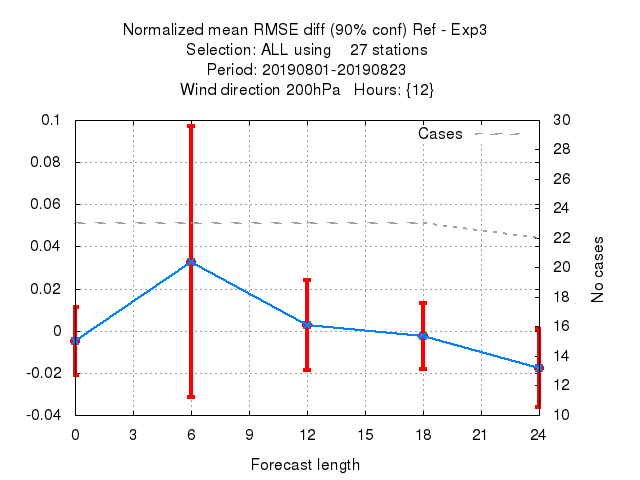 Normalized mean RMSE diff (90% conf) Ref - Exp3
Selection: ALL using    27 stations
Period: 20190801-20190823
Wind direction 200hPa   Hours: {12}
Cases
0.1
0.08
0.06
0.04
0.02
0
-0.02
-0.04
30
28
26
24
22
20
18
16
14
12
10
No cases
0 3 6 9 12 15 18 21 24
Forecast length